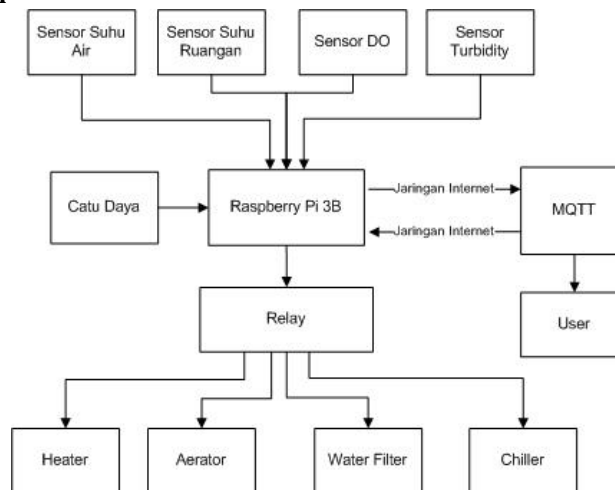 Sensor Suhu
Air
Sensor Suhu
Ruangan
Sensor DO
Sensor
Turbidity
Catu Daya
Raspberry Pi 3B
Jaringan Internet
Jaringan Internet
MQTT
Relay
User
Heater
Aerator
Water Filter
Chiller